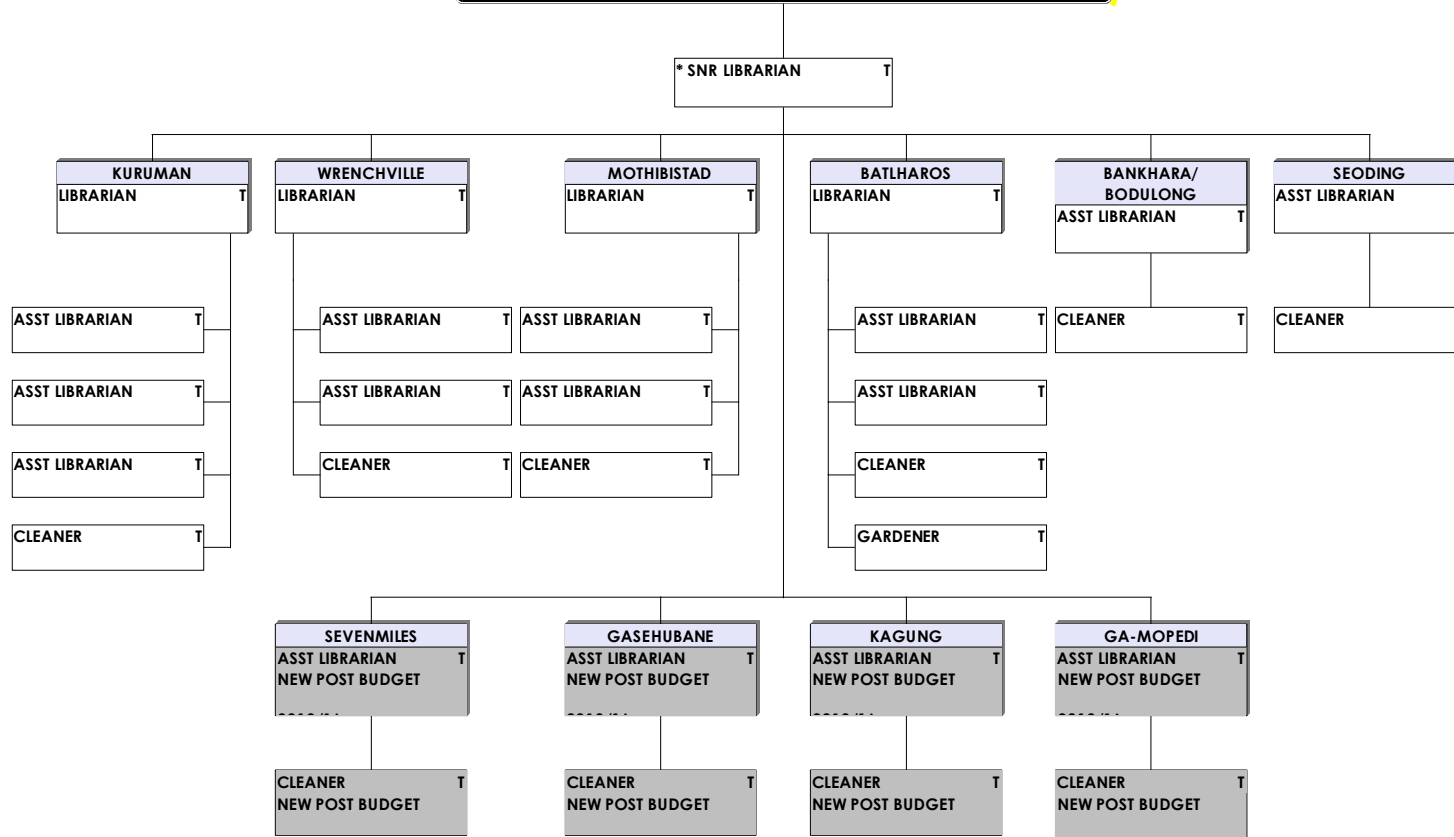 * SNR LIBRARIAN T
KURUMAN
LIBRARIAN T
WRENCHVILLE
LIBRARIAN T
MOTHIBISTAD
LIBRARIAN T
BATLHAROS
LIBRARIAN T
BANKHARA/
BODULONG
ASST LIBRARIAN T
SEODING
ASST LIBRARIAN
ASST LIBRARIAN T
ASST LIBRARIAN T
ASST LIBRARIAN T
ASST LIBRARIAN T
CLEANER T
CLEANER
ASST LIBRARIAN T
ASST LIBRARIAN T
ASST LIBRARIAN T
ASST LIBRARIAN T
ASST LIBRARIAN T
CLEANER T
CLEANER T
CLEANER T
CLEANER T
GARDENER T
SEVENMILES
ASST LIBRARIAN T
NEW POST BUDGET
GASEHUBANE
ASST LIBRARIAN T
NEW POST BUDGET
KAGUNG
ASST LIBRARIAN T
NEW POST BUDGET
GA-MOPEDI
ASST LIBRARIAN T
NEW POST BUDGET
CLEANER T
NEW POST BUDGET
CLEANER T
NEW POST BUDGET
CLEANER T
NEW POST BUDGET
CLEANER T
NEW POST BUDGET